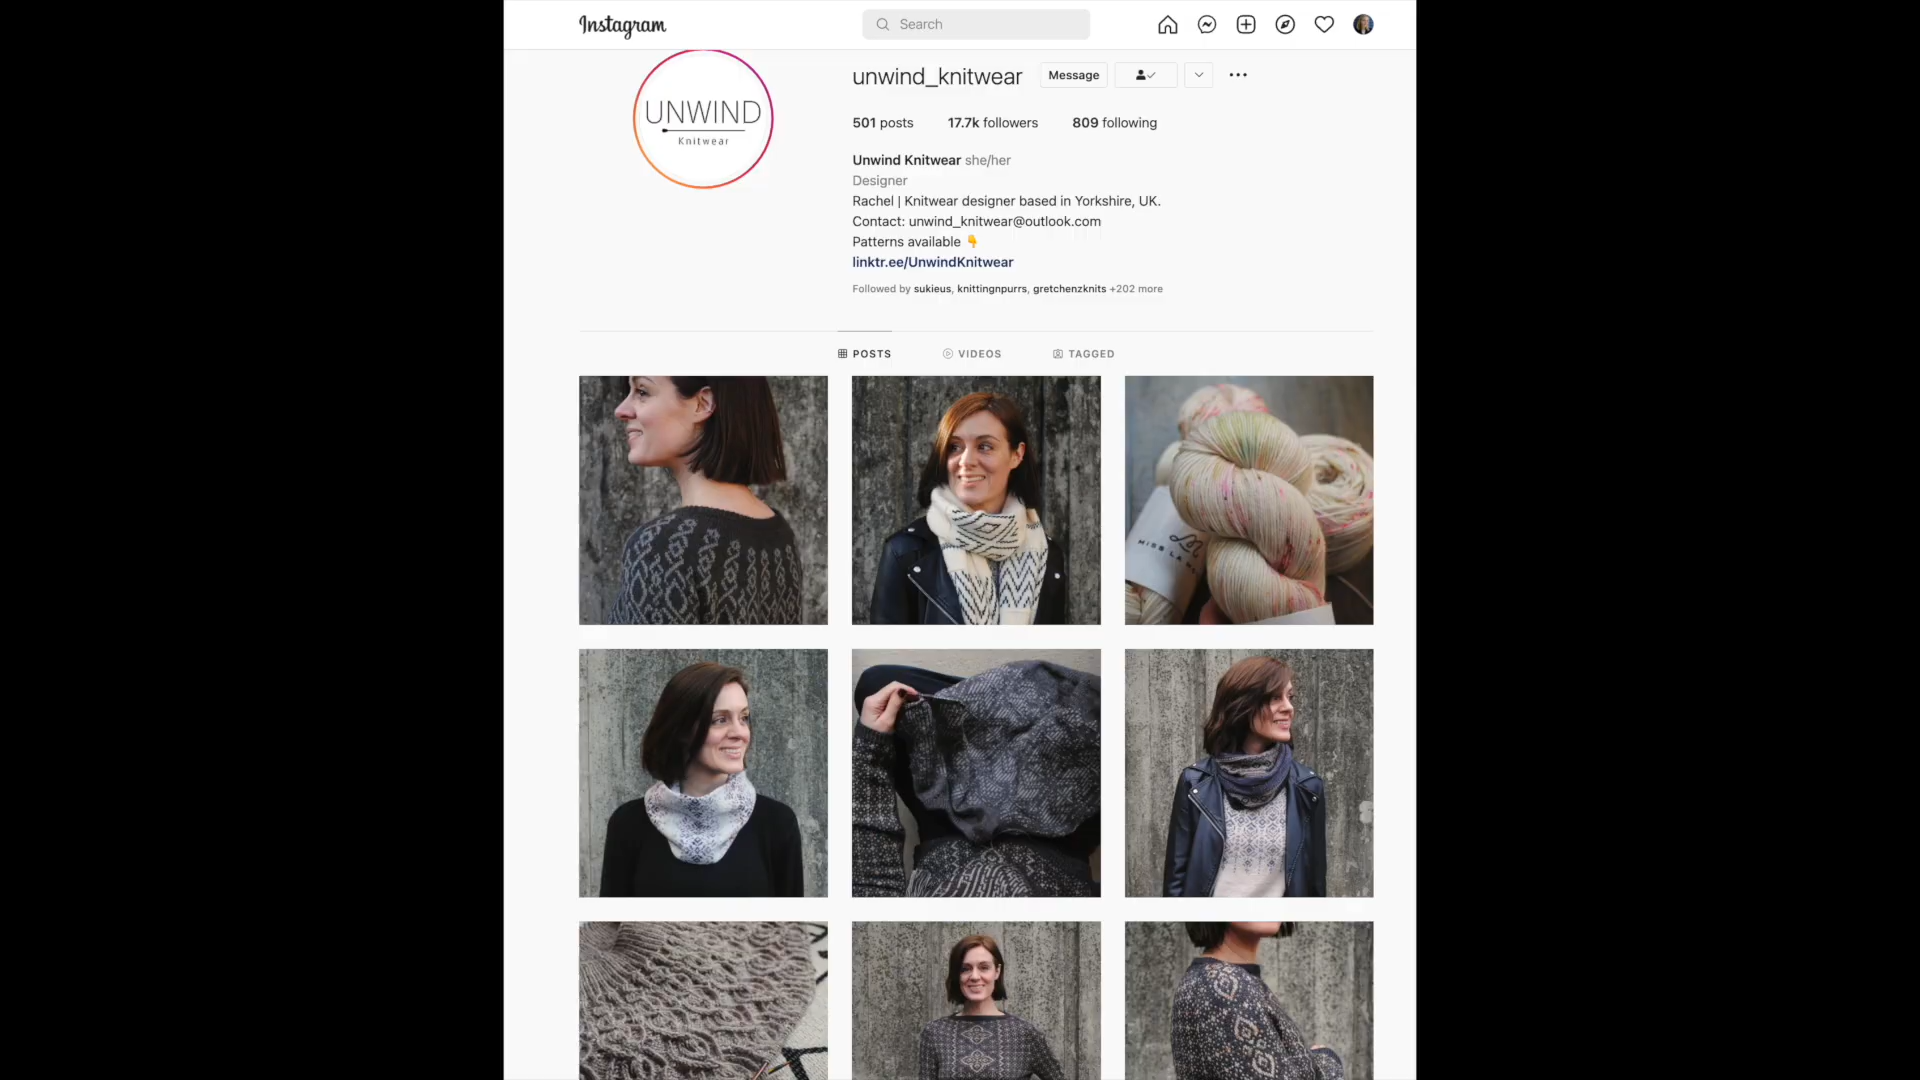 Instagram
Search
unwind_knitwear
Message
501 posts 17.7k followers 809 following
UNWIND
Knitwear
Unwind Knitwear she/her
Designer
Rachel | Knitwear designer based in Yorkshire, UK.
Contact: unwind_knitwear@outlook.com
Patterns available 👇
linktr.ee/UnwindKnitwear
Followed by sukieus, knittingnpurrs, gretchenzknits +202 more
POSTS VIDEOS TAGGED
MISS LA